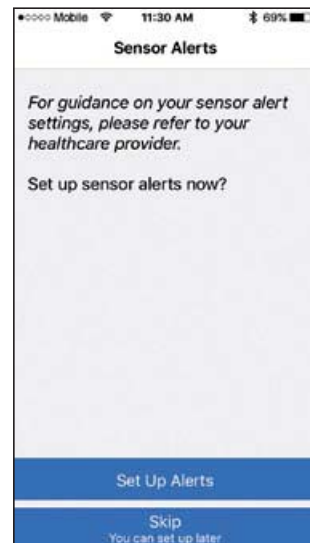 Mobile 11:30 AM 69%
Sensor Alerts
For guidance on your sensor alert
settings, please refer to your
healthcare provider.
Set up sensor alerts now?
Set Up Alerts
Skip
You can set up later